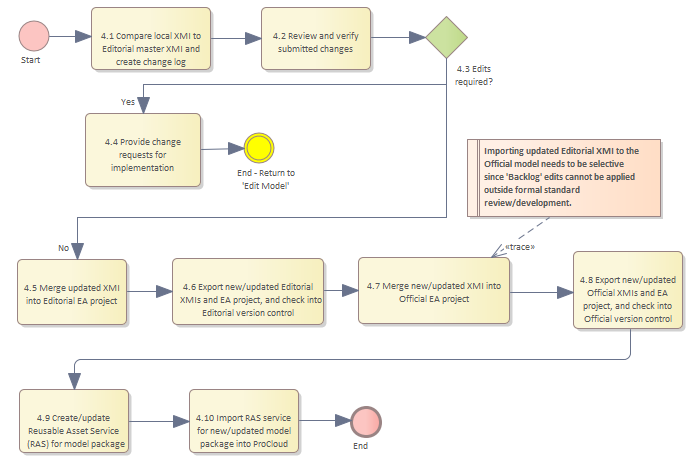 Start
4.1 Compare local XMI to
Editorial master XMI and
create change log
4.2 Review and verify
submitted changes
4.3 Edits
required?
Yes
4.4 Provide change
requests for
implementation
End - Return to
'Edit Model'
Importing updated Editorial XMI to the
Official model needs to be selective
since 'Backlog' edits cannot be applied
outside formal standard
review/development.
«trace»
No
4.5 Merge updated XMI
into Editorial EA project
4.6 Export new/updated Editorial
XMIs and EA project, and check into
Editorial version control
4.7 Merge new/updated XMI into
Official EA project
4.8 Export new/updated
Official XMIs and EA
project, and check into
Official version control
4.9 Create/update
Reusable Asset Service
(RAS) for model package
4.10 Import RAS service
for new/updated model
package into ProCloud
End